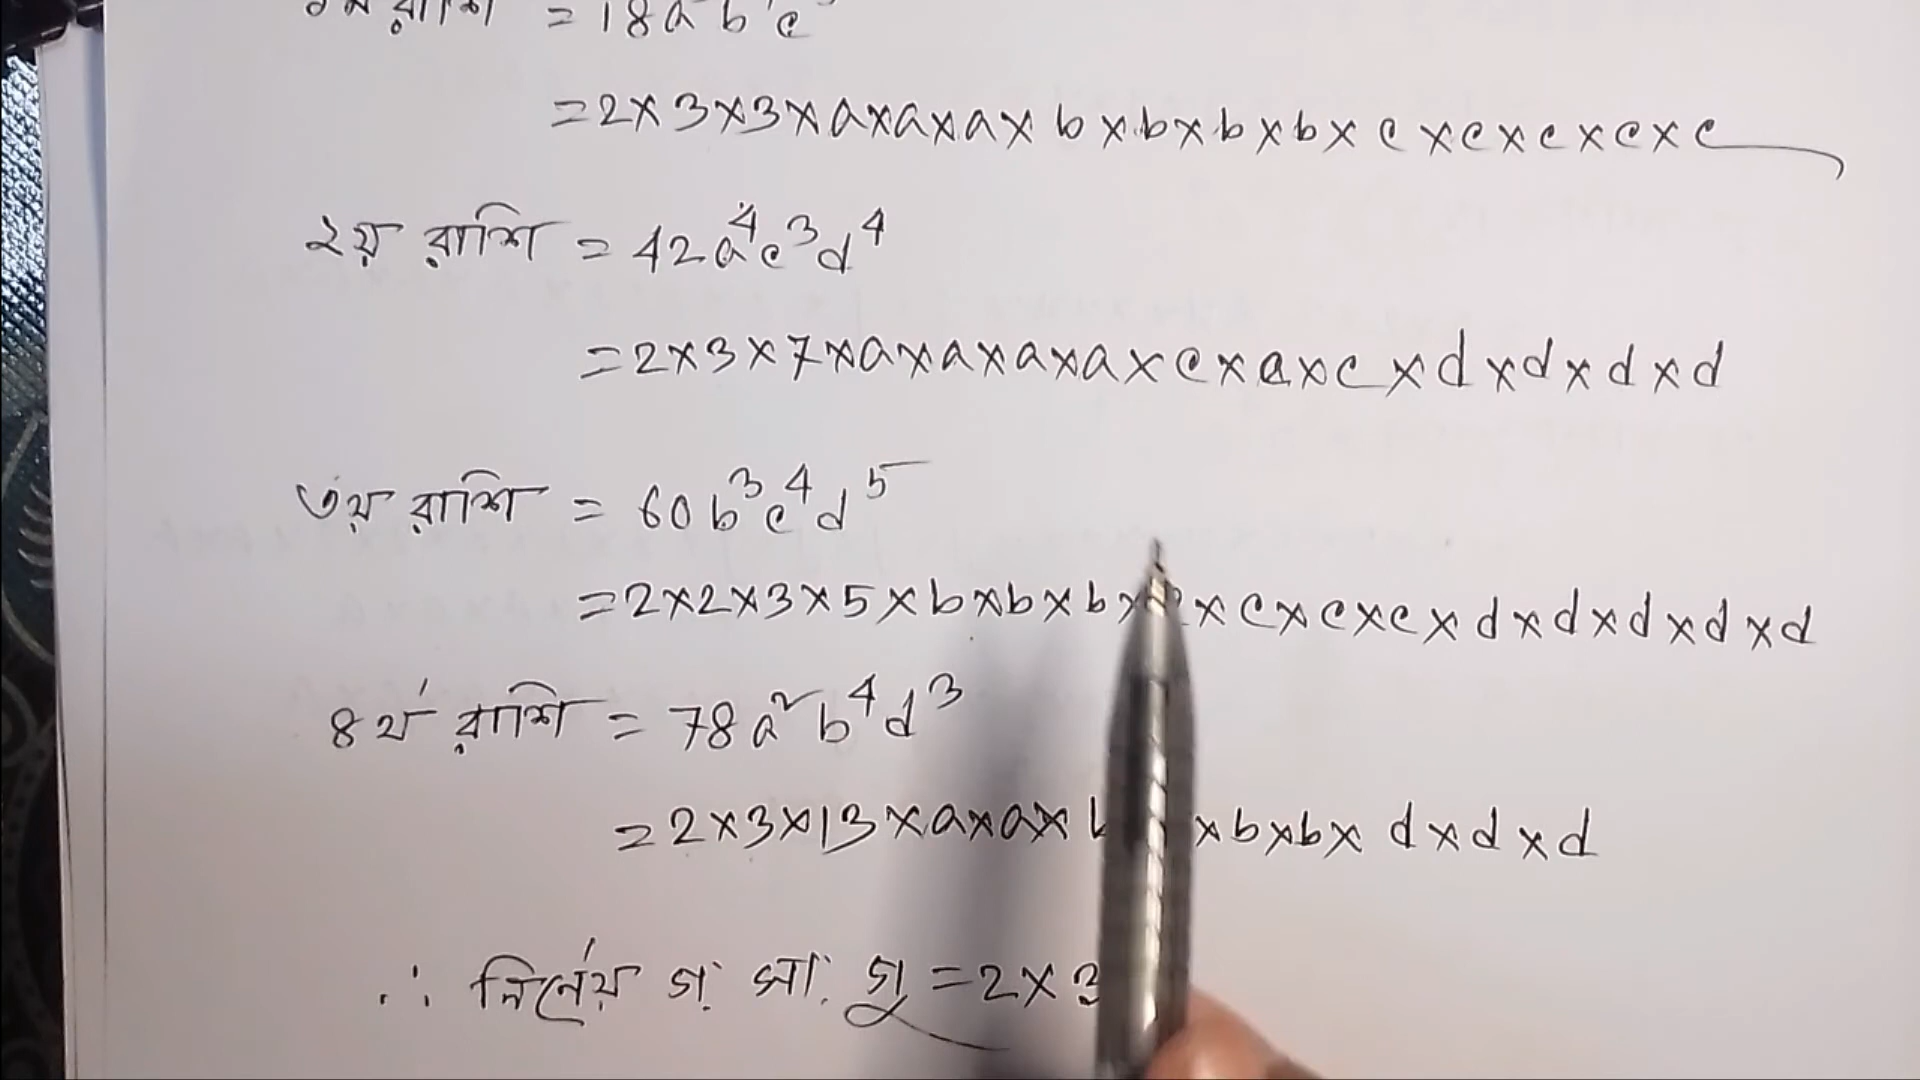 রাশি = 18a b c
=2×3×3×a×a×a×b×b×b×b×c×c×c×c×c
২য় রাশি = 42a⁴c³d⁴
=2×3×7×a×a×a×a×c×c×c×d×d×d×d
৩য় রাশি = 60b³c⁴d⁵
=2×2×3×5×b×b×b× ×c×c×c×d×d×d×d×d
৪র্থ রাশি = 78a²b⁴d³
=2×3×13×a×a× ×b×b×d×d×d
∴ নির্ণেয় গ. সা. গু =2×3